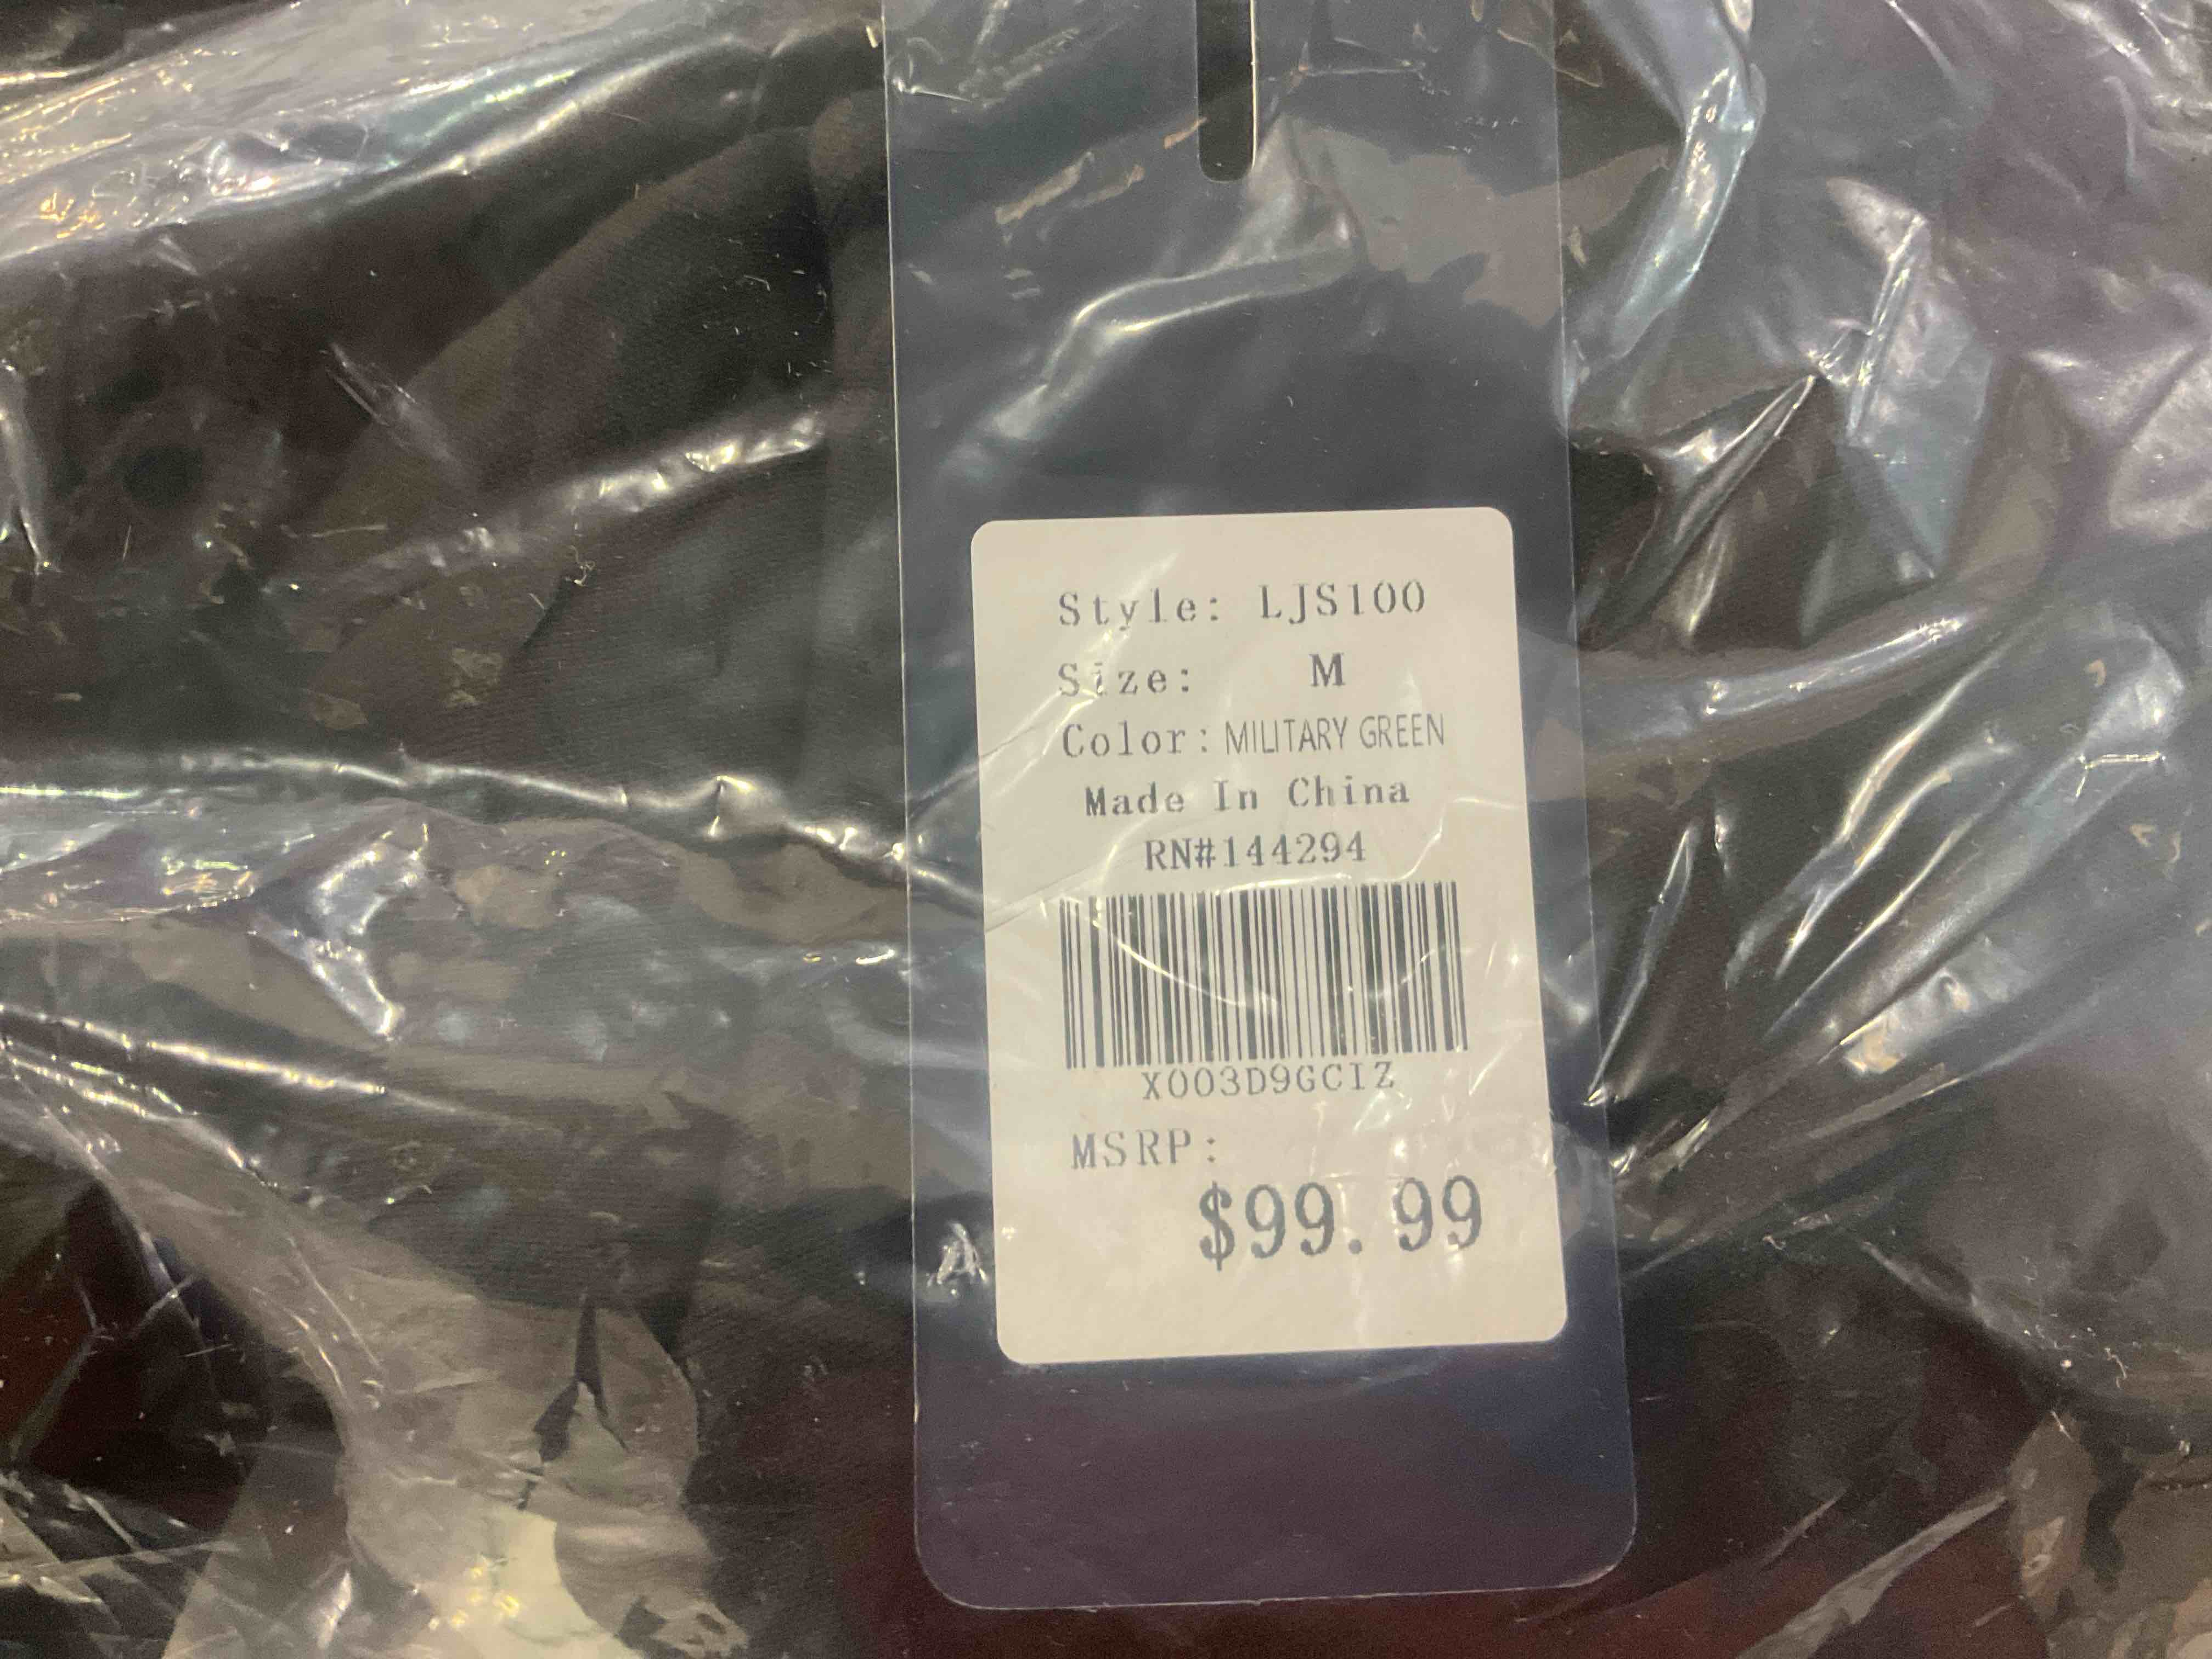 Style: LJS100
Size: M
Color: MILITARY GREEN
Made In China
RN#144294
X003D9GCIZ
MSRP:
$99.99